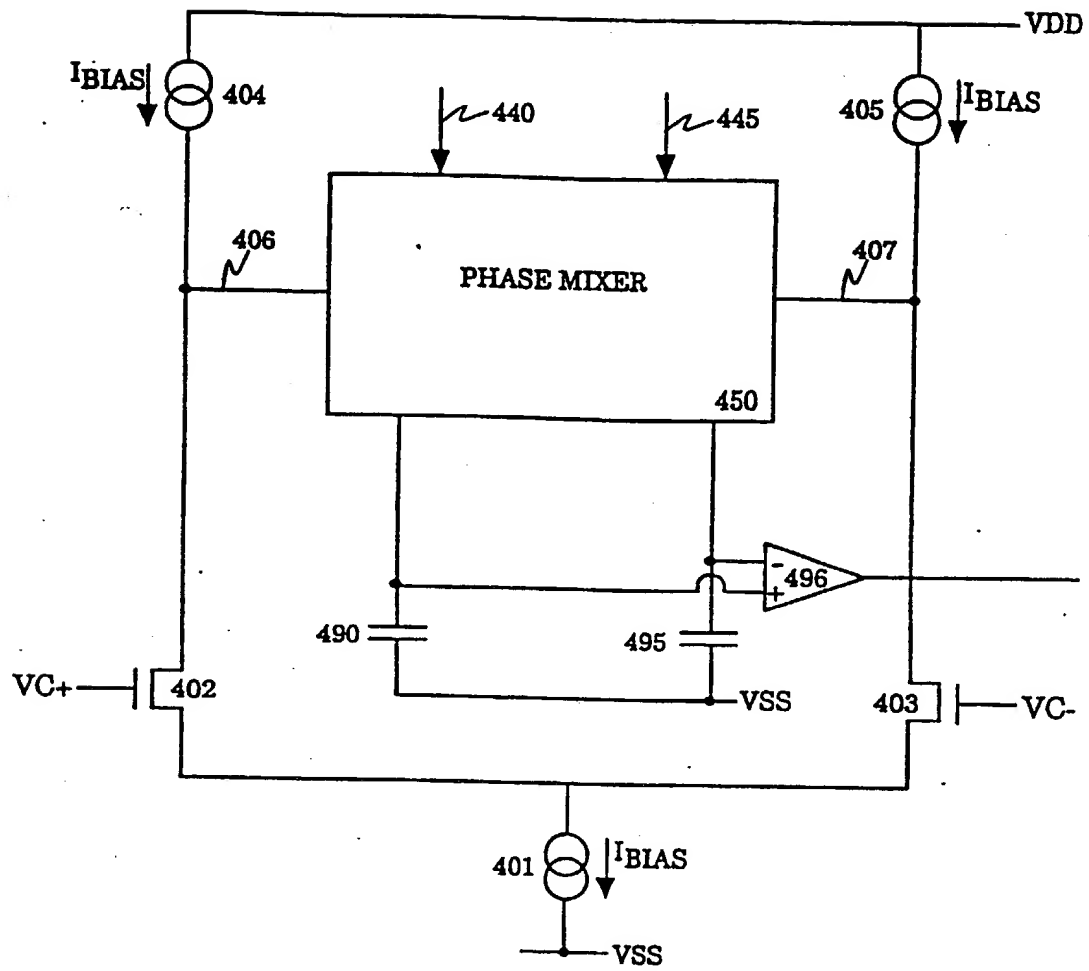 VDD
IBIAS
404
440
445
405
IBIAS
406
PHASE MIXER
407
450
-
496
+
490
495
VC+
402
VSS
403
VC-
401
IBIAS
VSS